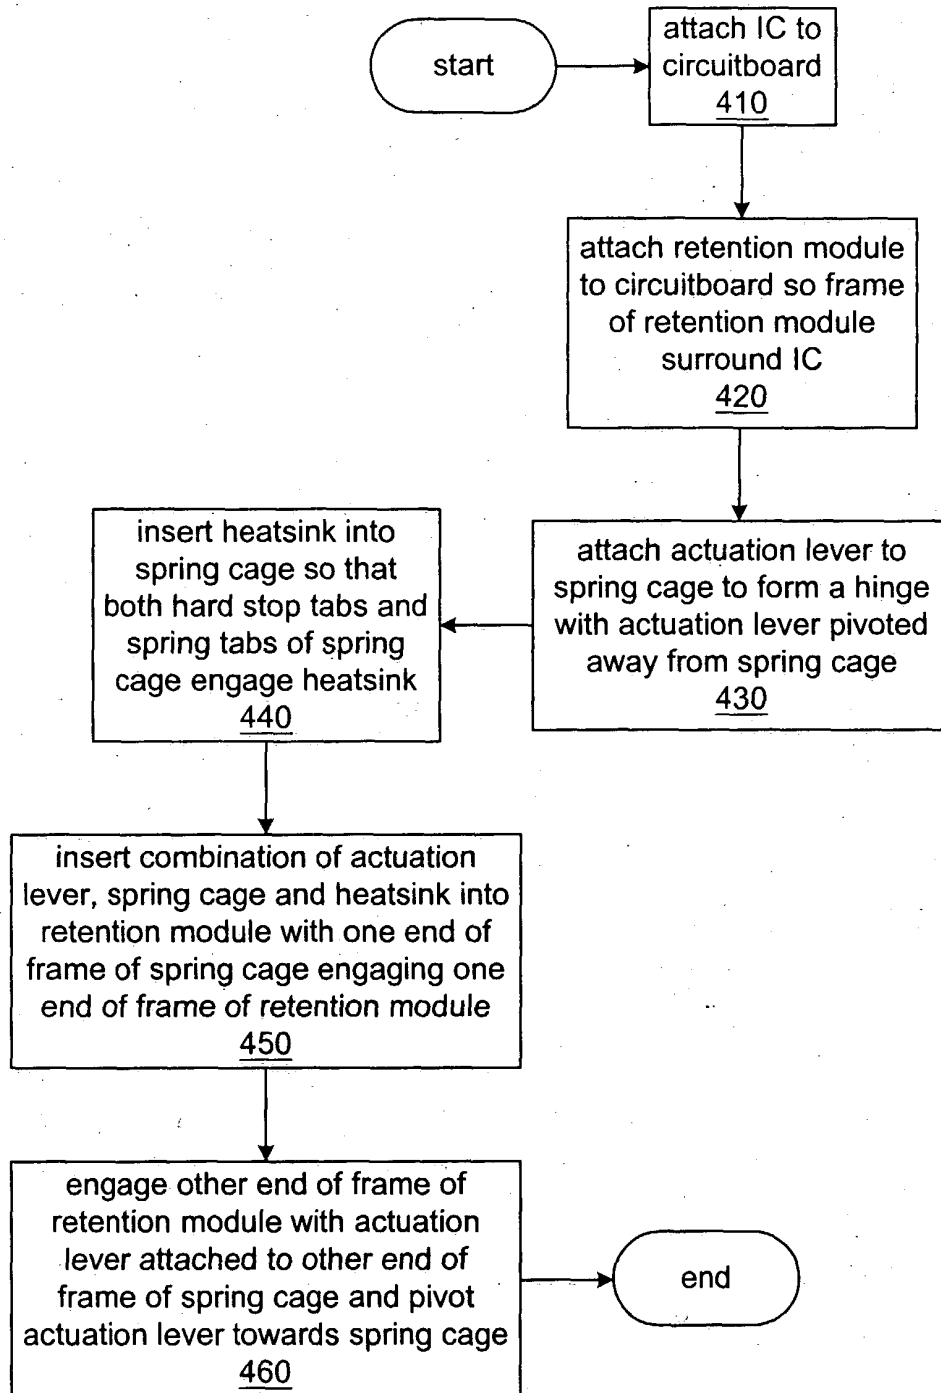 start
attach IC to
circuitboard
410
attach retention module
to circuitboard so frame
of retention module
surround IC
420
attach actuation lever to
spring cage to form a hinge
with actuation lever pivoted
away from spring cage
430
insert heatsink into
spring cage so that
both hard stop tabs and
spring tabs of spring
cage engage heatsink
440
insert combination of actuation
lever, spring cage and heatsink into
retention module with one end of
frame of spring cage engaging one
end of frame of retention module
450
engage other end of frame of
retention module with actuation
lever attached to other end of
frame of spring cage and pivot
actuation lever towards spring cage
460
end